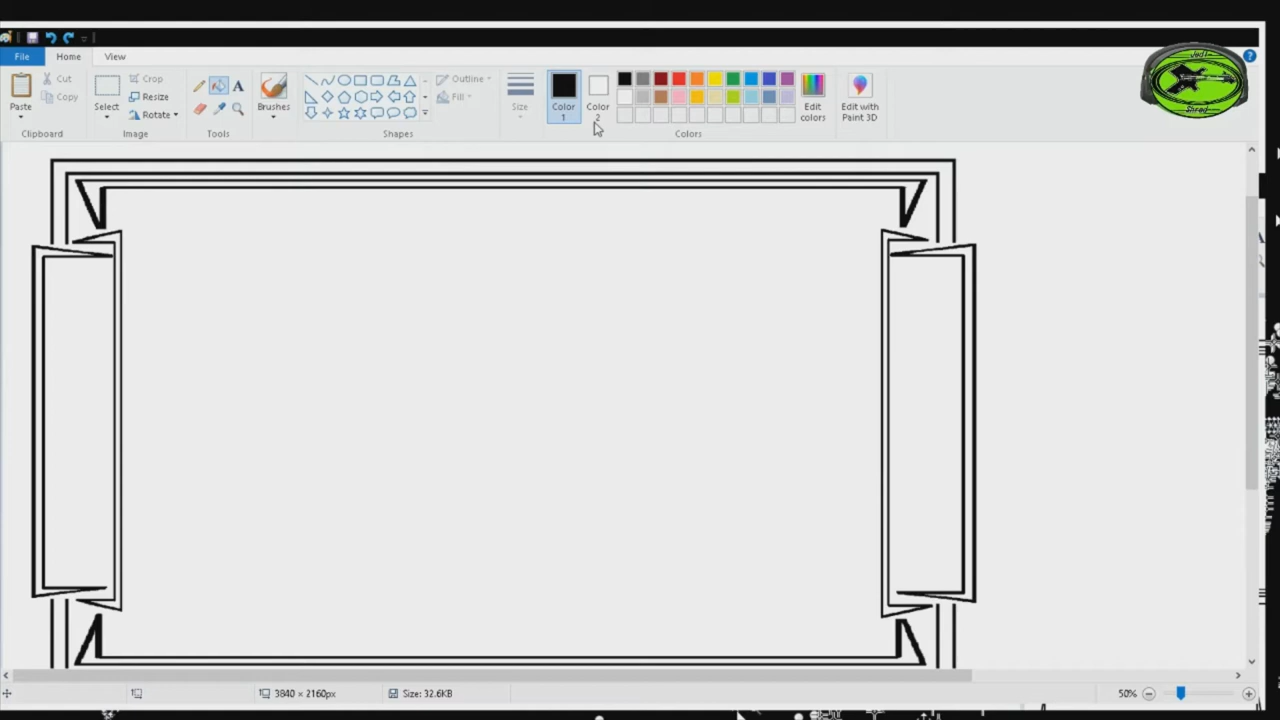 File Home View
Paste
Cut
Copy
Clipboard
Select
Crop
Resize
Rotate
Image
A
Tools
Brushes
Shapes
Outline
Fill
Size
Color
1
Color
2
Colors
Edit
colors
Edit with
Paint 3D
?
Shred
3840 × 2160px
Size: 32.6KB
50%